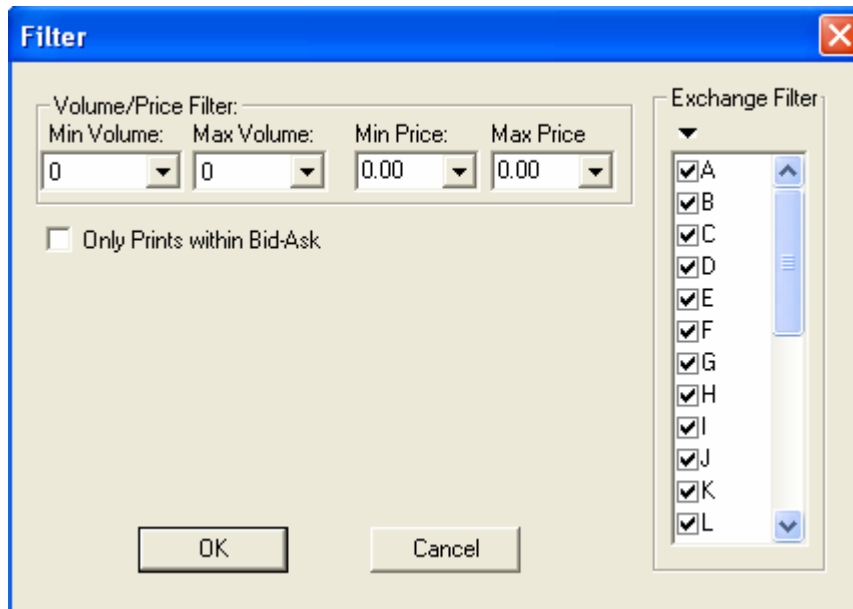 Filter
Volume/Price Filter:
Min Volume: Max Volume: Min Price: Max Price
0 0 0.00 0.00
Only Prints within Bid-Ask
Exchange Filter
A
B
C
D
E
F
G
H
I
J
K
L
OK Cancel